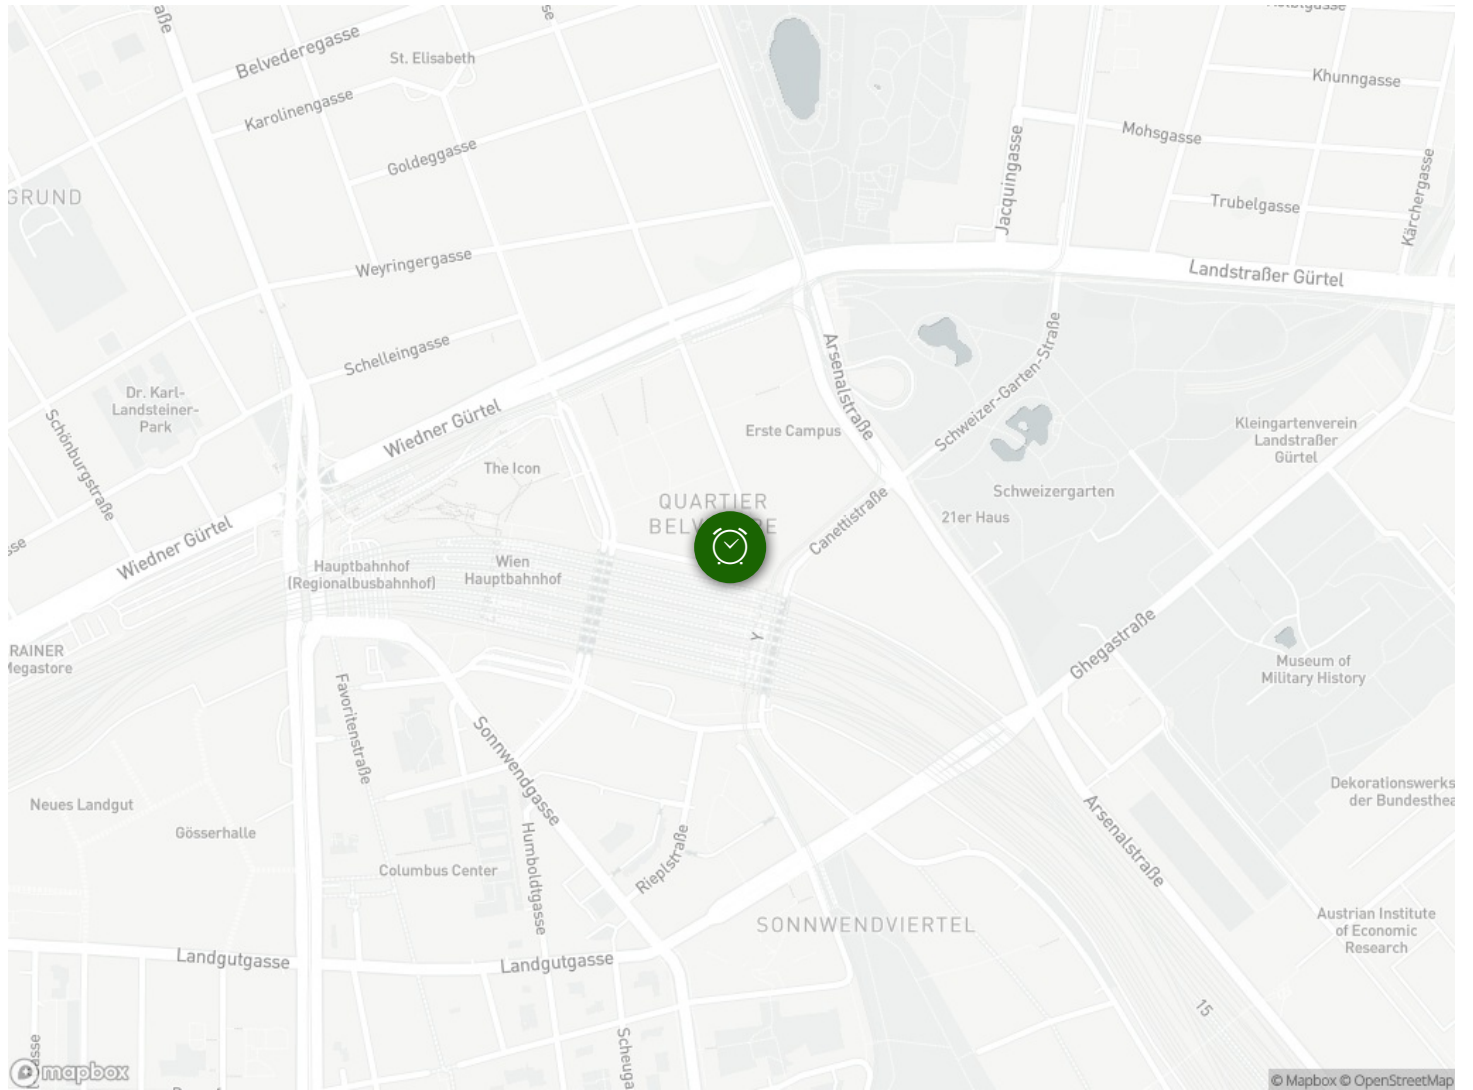 Belvederegasse
St. Elisabeth
Karolinengasse
Goldeggasse
Khunngasse
Mohsgasse
Jacquingasse
Trubelgasse
Kärchergasse
GRUND
Weyringergasse
Landstraßer Gürtel
Schelleingasse
Arsenalstraße
Schweizer-Garten-Straße
Dr. Karl-
Landsteiner-
Park
Schönburgstraße
Wiedner Gürtel
Erste Campus
Kleingartenverein
Landstraßer
Gürtel
The Icon
QUARTIER
Schweizergarten
21er Haus
Canettistraße
Wiedner Gürtel
Hauptbahnhof
(Regionalbusbahnhof)
Wien
Hauptbahnhof
Y
Ghegastraße
RAINER
Megastore
Museum of
Military History
Favoritenstraße
Sonnwendgasse
Neues Landgut
Gösserhalle
Columbus Center
Humboldtgasse
Rieplstraße
Arsenalstraße
Dekorationswerks
der Bundesthea
SONNWENDVIERTEL
Austrian Institute
of Economic
Research
Landgutgasse
Landgutgasse
15
Scheuga
mapbox
© Mapbox © OpenStreetMap